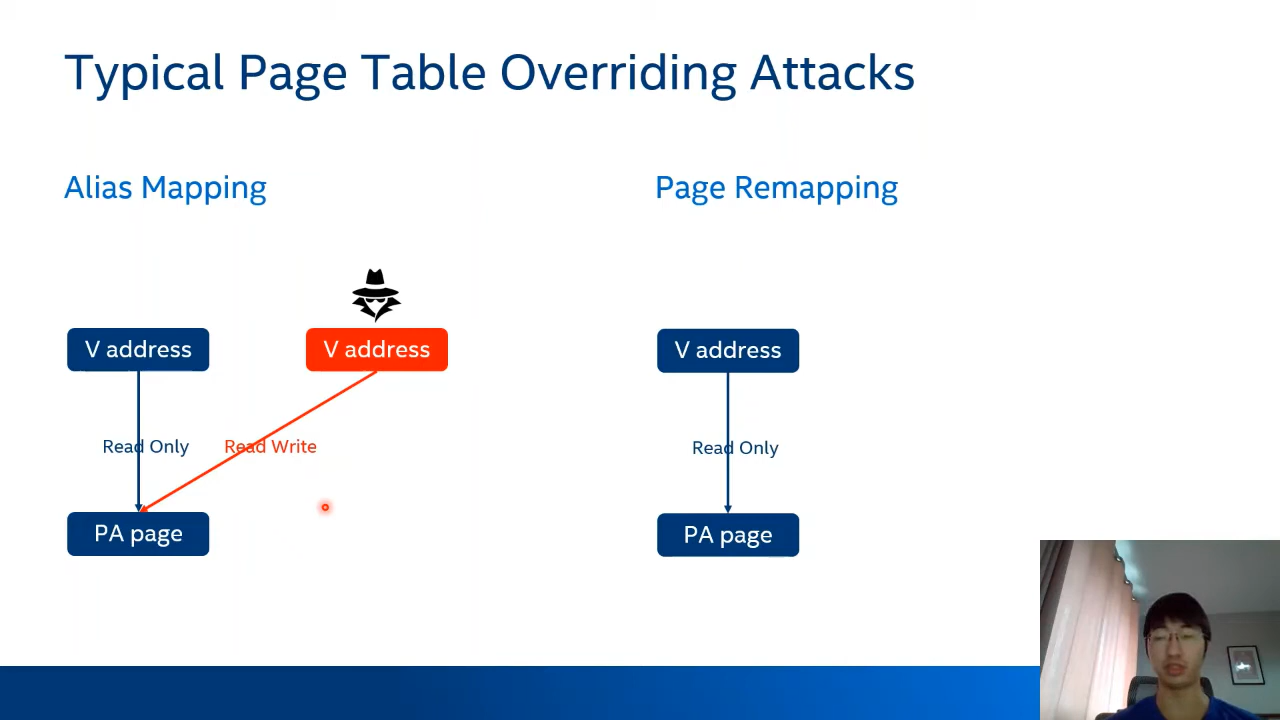 Typical Page Table Overriding Attacks
Alias Mapping
V address
V address
Read Only
Read Write
PA page
Page Remapping
V address
Read Only
PA page